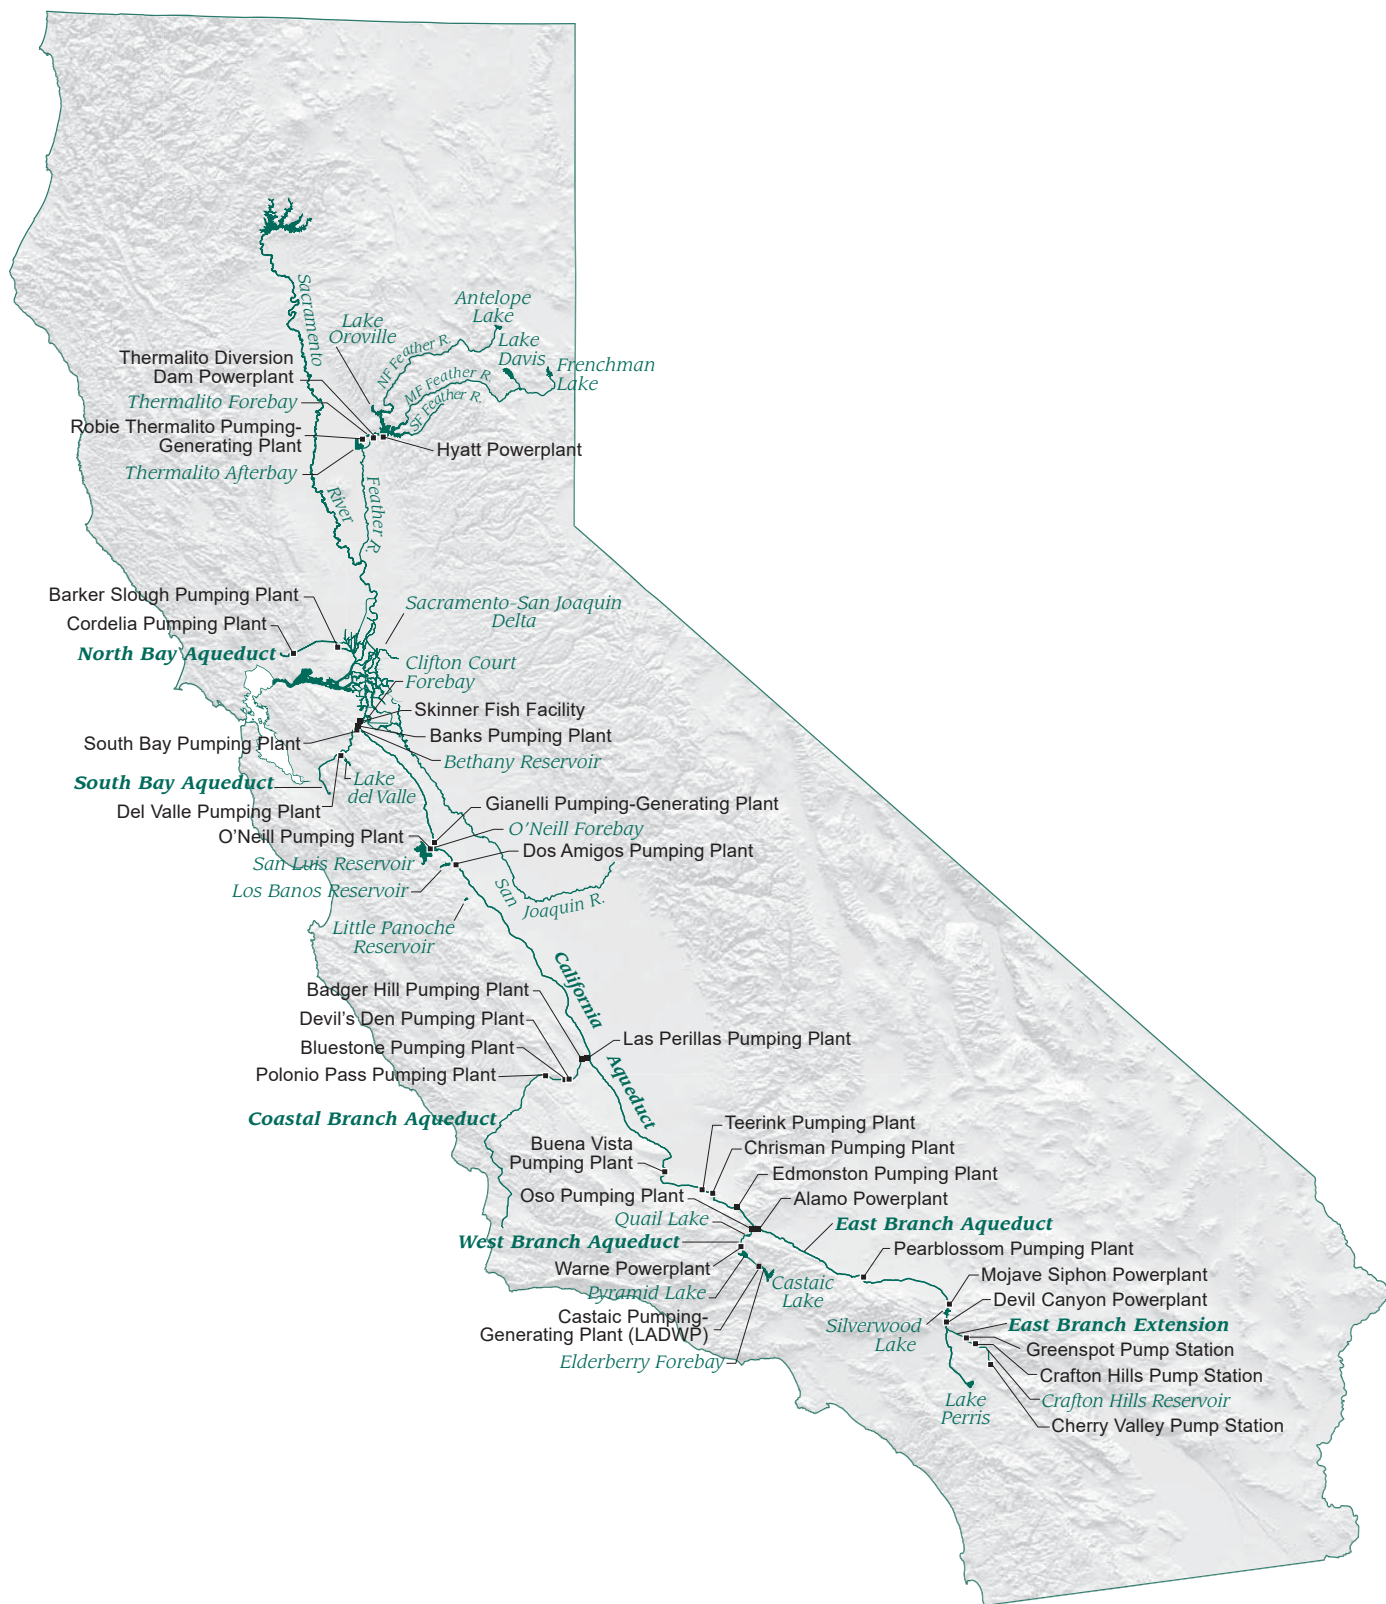 Sacramento
River
Antelope
Lake
Lake
Oroville
Lake
Davis
Frenchman
Lake
NF Feather R.
MF Feather R.
SF Feather R.
Thermalito Diversion
Dam Powerplant
Thermalito Forebay
Robie Thermalito Pumping-
Generating Plant
Hyatt Powerplant
Thermalito Afterbay
Feather R.
Barker Slough Pumping Plant
Sacramento-San Joaquin
Delta
Cordelia Pumping Plant
North Bay Aqueduct
Clifton Court
Forebay
Skinner Fish Facility
Banks Pumping Plant
South Bay Pumping Plant
Bethany Reservoir
South Bay Aqueduct
Lake
del Valle
Del Valle Pumping Plant
Gianelli Pumping-Generating Plant
O'Neill Forebay
O'Neill Pumping Plant
Dos Amigos Pumping Plant
San Luis Reservoir
Los Banos Reservoir
San
Joaquin R.
Little Panoche
Reservoir
California
Aqueduct
Badger Hill Pumping Plant
Devil's Den Pumping Plant
Las Perillas Pumping Plant
Bluestone Pumping Plant
Polonio Pass Pumping Plant
Coastal Branch Aqueduct
Teerink Pumping Plant
Buena Vista
Pumping Plant
Chrisman Pumping Plant
Edmonston Pumping Plant
Oso Pumping Plant
Alamo Powerplant
Quail Lake
East Branch Aqueduct
West Branch Aqueduct
Pearblossom Pumping Plant
Warne Powerplant
Mojave Siphon Powerplant
Pyramid Lake
Castaic
Lake
Devil Canyon Powerplant
Castaic Pumping-
Generating Plant (LADWP)
Silverwood
Lake
East Branch Extension
Greenspot Pump Station
Elderberry Forebay
Crafton Hills Pump Station
Lake
Perris
Crafton Hills Reservoir
Cherry Valley Pump Station